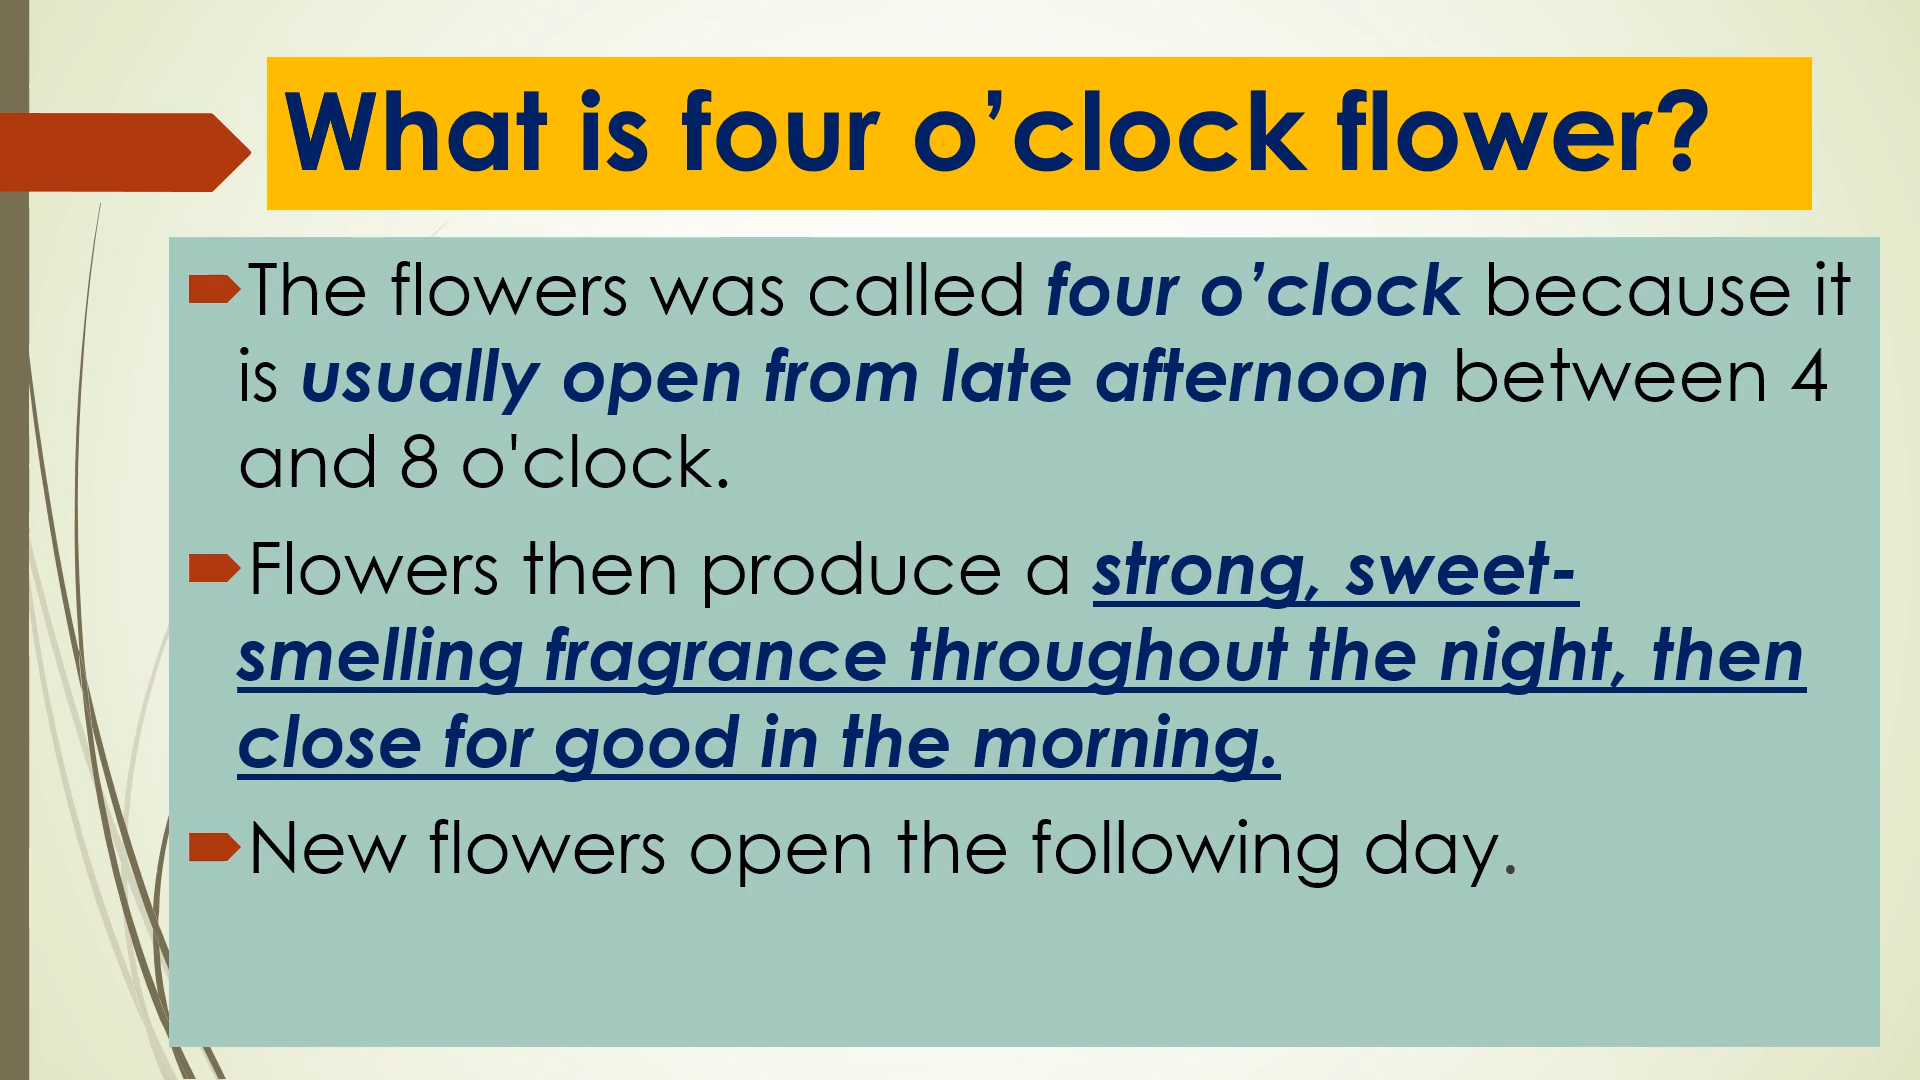 What is four o’clock flower?
The flowers was called four o’clock because it
is usually open from late afternoon between 4
and 8 o'clock.
Flowers then produce a strong, sweet-
smelling fragrance throughout the night, then
close for good in the morning.
New flowers open the following day.